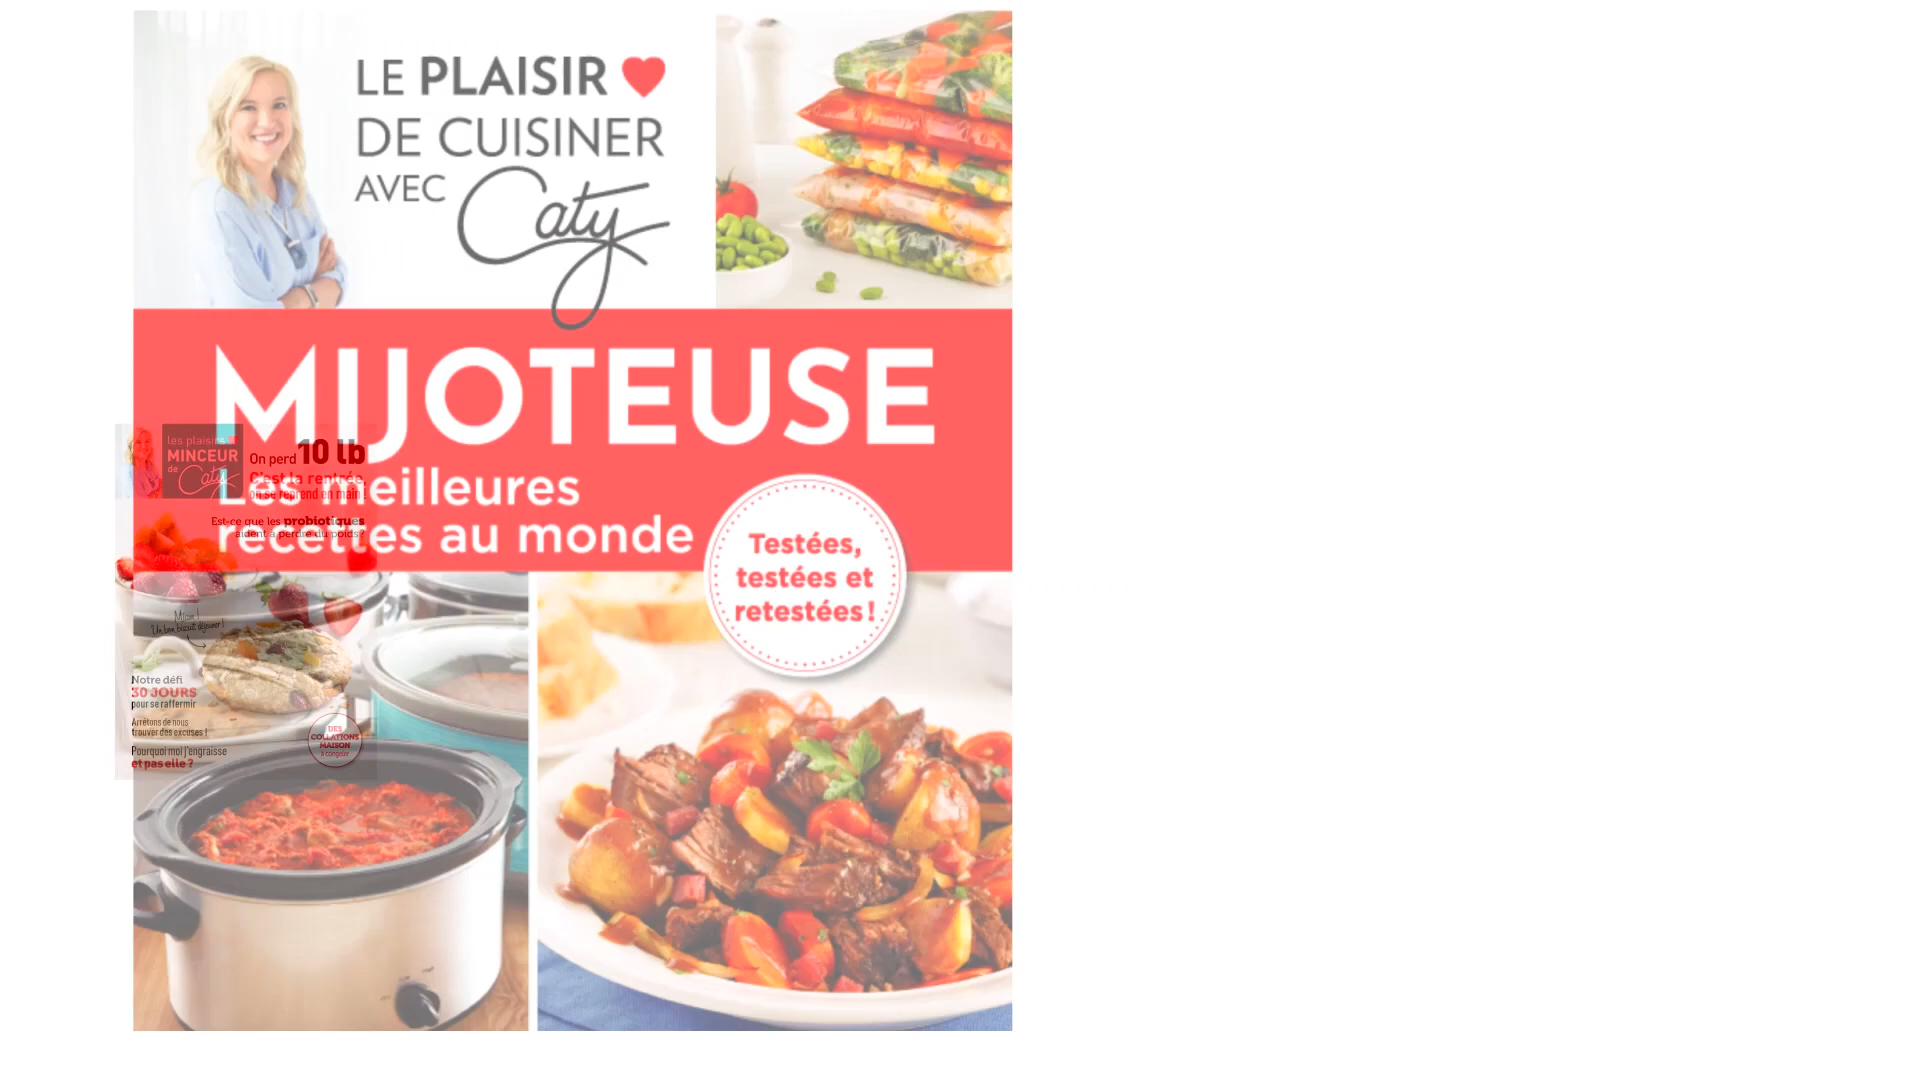 LE PLAISIR
DE CUISINER
AVEC Caty
MIJOTEUSE
Les meilleures
recettes au monde
Testées,
testées et
retestées !
les plaisirs
MINCEUR
de Caty
On perd 10 lb
C'est la rentrée,
on se reprend en main !
Est-ce que les probiotiques
aident à perdre du poids ?
Miam !
Un bon biscuit déjeuner !
Notre défi
30 JOURS
pour se raffermir
Arrêtons de nous
trouver des excuses !
Pourquoi moi j'engraisse
et pas elle ?
DES
COLLATIONS
MAISON
à congeler